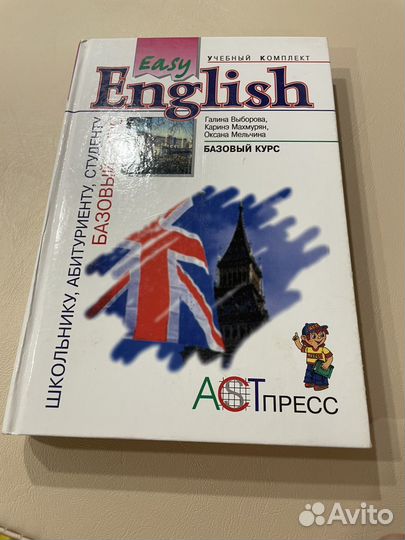 Easy
УЧЕБНЫЙ КОМПЛЕКТ
English
Галина Выборова,
Каринэ Махмурян,
Оксана Мельчина
БАЗОВЫЙ КУРС
ШКОЛЬНИКУ, АБИТУРИЕНТУ, СТУДЕНТУ
БАЗОВЫЙ
АСТ ПРЕСС
Avito